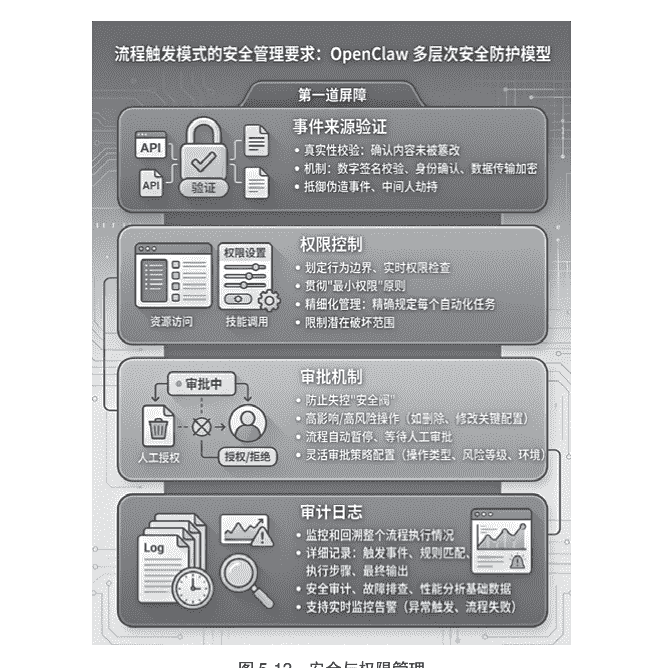 流程触发模式的安全管理要求：OpenClaw 多层次安全防护模型
第一道屏障
事件来源验证
API
API
验证
• 真实性校验：确认内容未被篡改
• 机制：数字签名校验、身份确认、数据传输加密
• 抵御伪造事件、中间人劫持
权限控制
权限设置
资源访问
技能调用
• 划定行为边界、实时权限检查
• 贯彻"最小权限"原则
• 精细化管理：精确规定每个自动化任务
• 限制潜在破坏范围
审批机制
审批中
人工授权
授权/拒绝
• 防止失控"安全阀"
• 高影响/高风险操作（如删除、修改关键配置）
• 流程自动暂停、等待人工审批
• 灵活审批策略配置（操作类型、风险等级、环境）
审计日志
Log
• 监控和回溯整个流程执行情况
• 详细记录：触发事件、规则匹配、
执行步骤、最终输出
• 安全审计、故障排查、性能分析基础数据
• 支持实时监控告警（异常触发、流程失败）